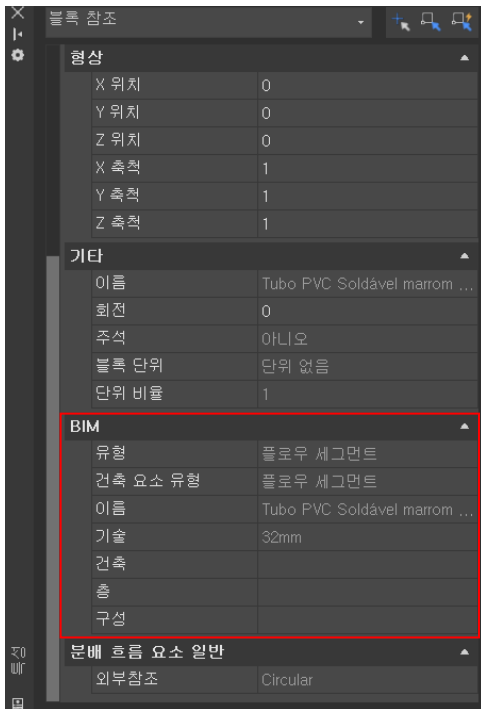 블록 참조
형상
X 위치 0
Y 위치 0
Z 위치 0
X 축척 1
Y 축척 1
Z 축척 1
기타
이름 Tubo PVC Soldável marrom ...
회전 0
주석 아니오
블록 단위 단위 없음
단위 비율 1
BIM
유형 플로우 세그먼트
건축 요소 유형 플로우 세그먼트
이름 Tubo PVC Soldável marrom ...
기술 32mm
건축
층
구성
분배 흐름 요소 일반
외부참조 Circular